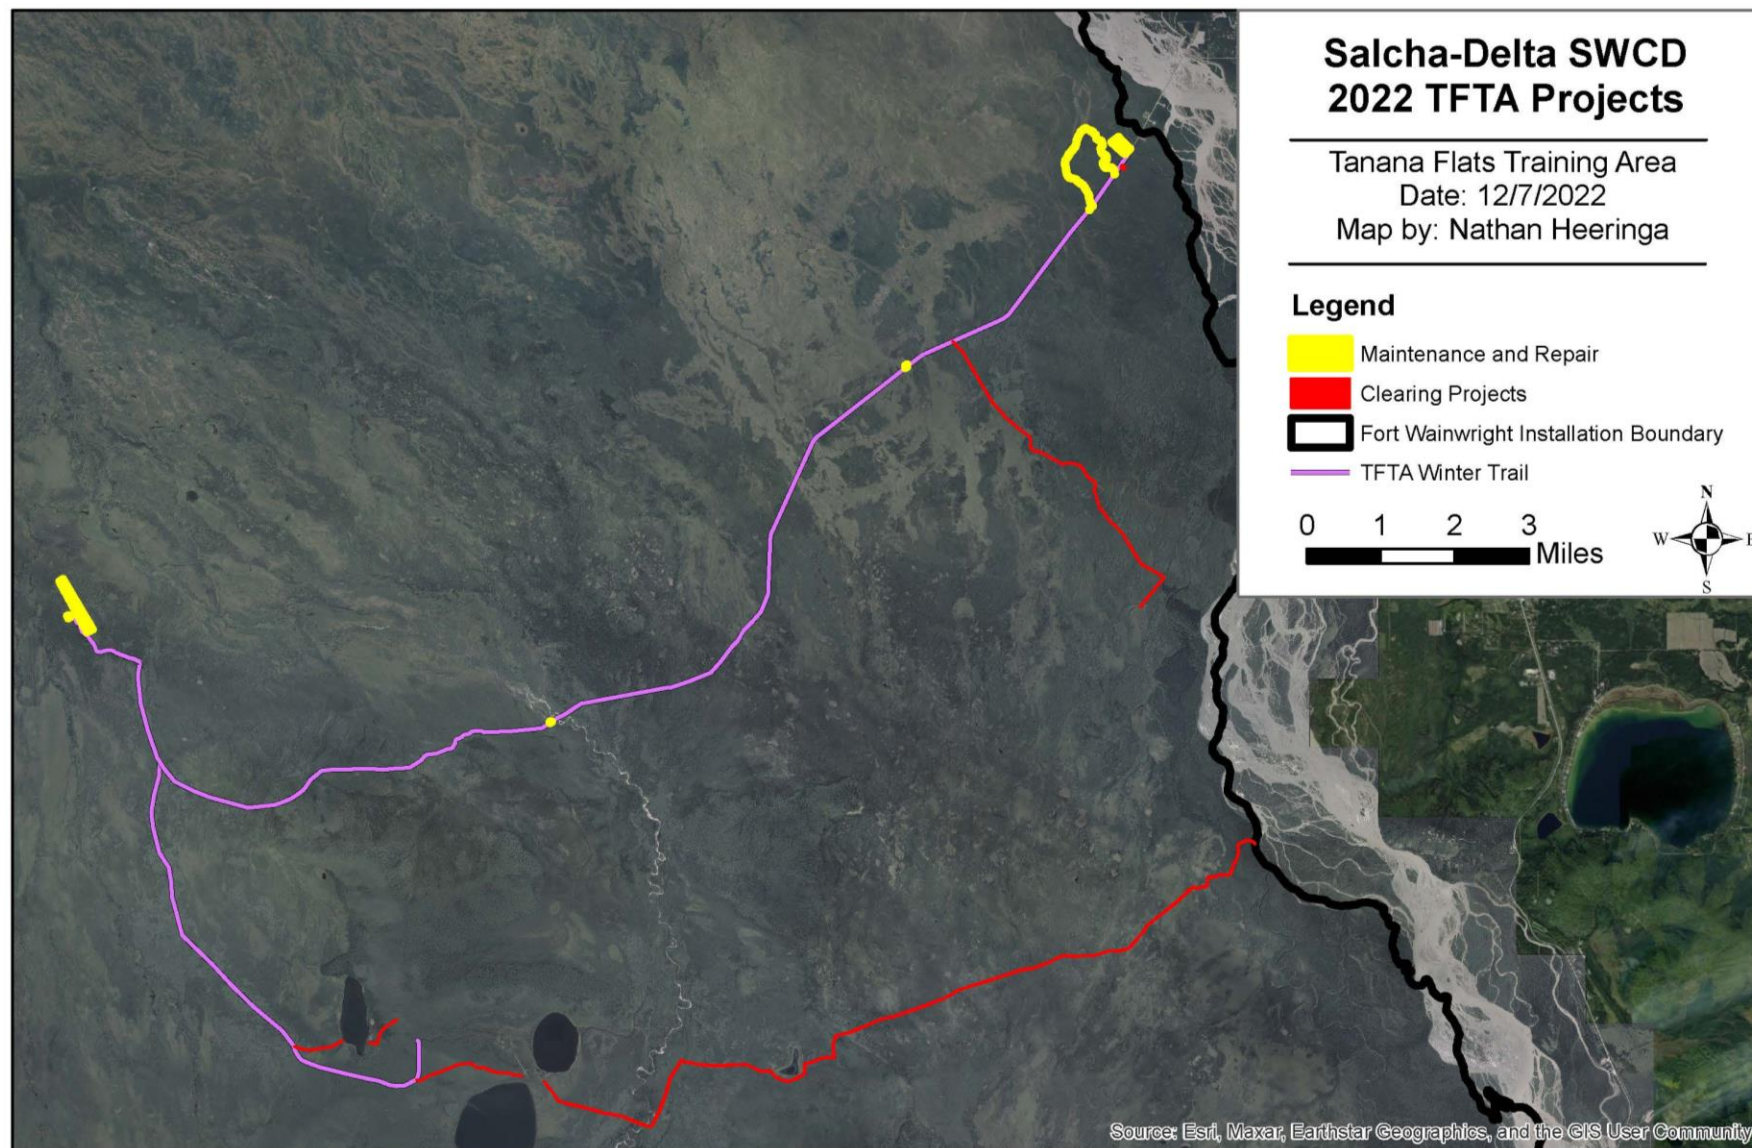 Salcha-Delta SWCD
2022 TFTA Projects
Tanana Flats Training Area
Date: 12/7/2022
Map by: Nathan Heeringa
Legend
Maintenance and Repair
Clearing Projects
Fort Wainwright Installation Boundary
TFTA Winter Trail
0 1 2 3
Miles
N
W E
S
Source: Esri, Maxar, Earthstar Geographics, and the GIS User Community